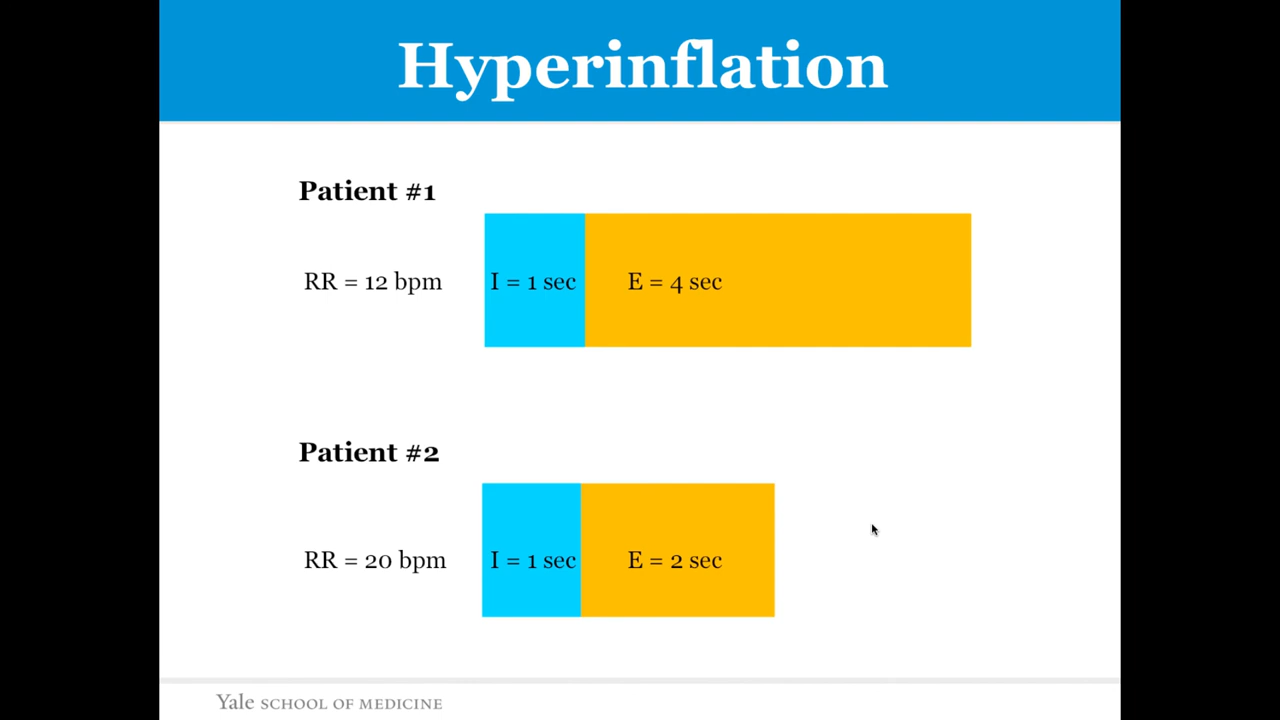 Hyperinflation
Patient #1
RR = 12 bpm I = 1 sec E = 4 sec
Patient #2
RR = 20 bpm I = 1 sec E = 2 sec
Yale SCHOOL OF MEDICINE